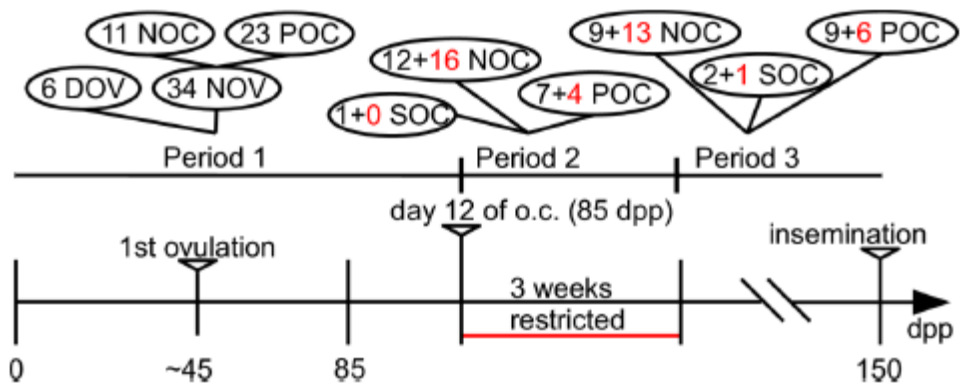 11 NOC 23 POC 9+13 NOC 9+6 POC
12+16 NOC
6 DOV 34 NOV 2+1 SOC
7+4 POC
1+0 SOC
Period 1 Period 2 Period 3
day 12 of o.c. (85 dpp)
1st ovulation insemination
3 weeks
restricted
dpp
0 ~45 85 150